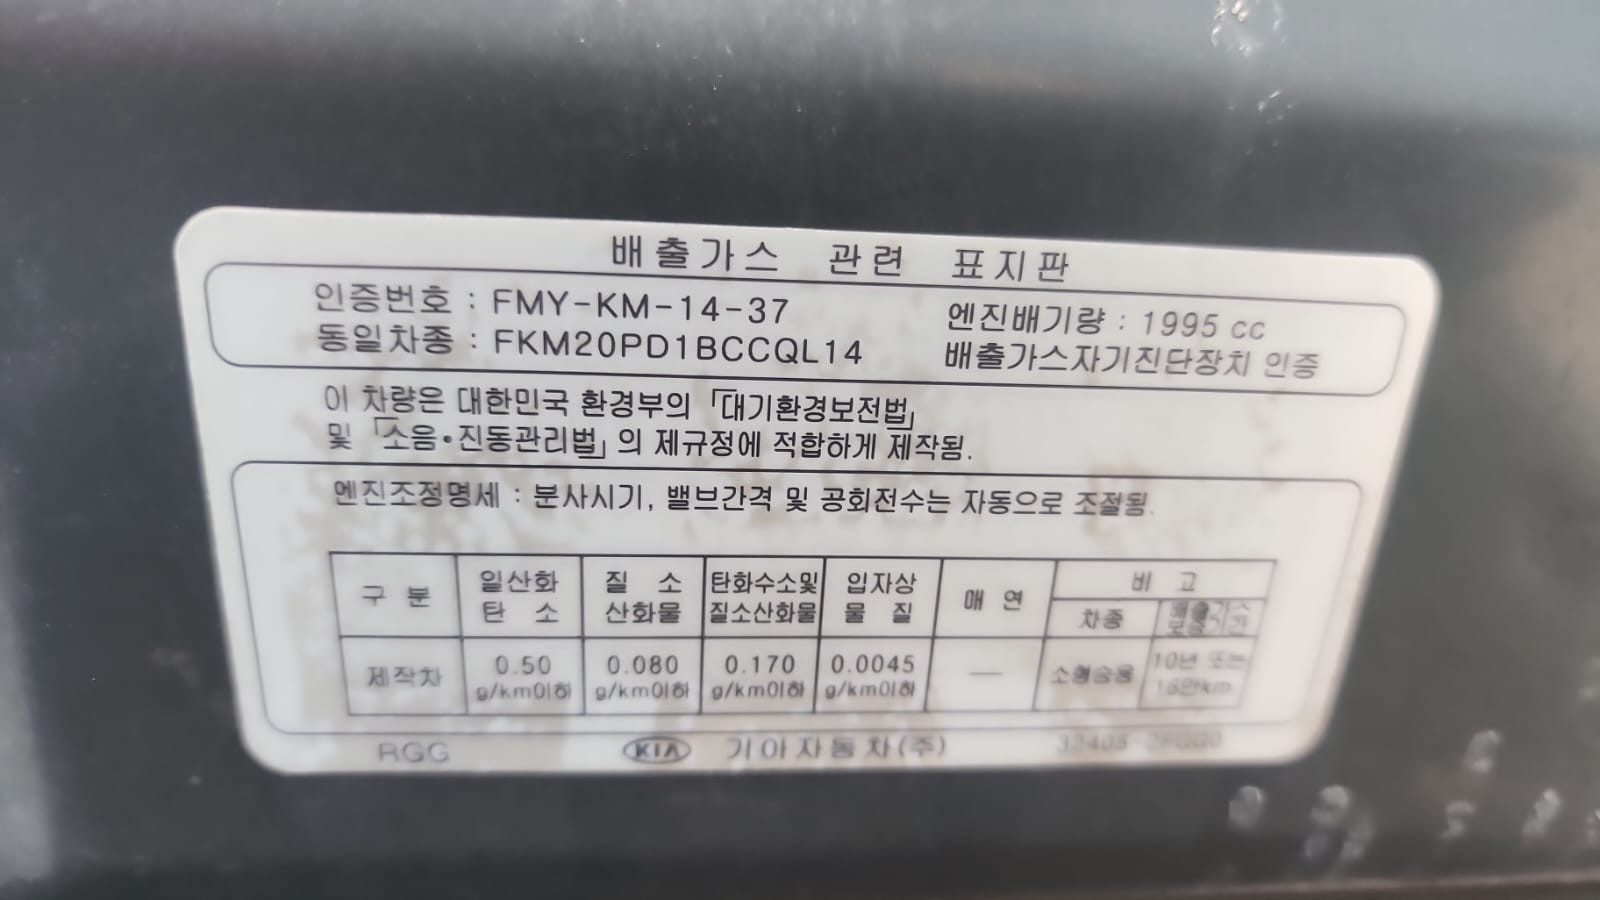 배출가스 관련 표지판
인증번호 : FMY-KM-14-37 엔진배기량 : 1995 cc
동일차종 : FKM20PD1BCCQL14 배출가스자기진단장치 인증
이 차량은 대한민국 환경부의 「대기환경보전법」
및 「소음•진동관리법」의 제규정에 적합하게 제작됨.
엔진조정명세 : 분사시기, 밸브간격 및 공회전수는 자동으로 조절됨.
구 분 일산화 탄 소 질 소 산화물 탄화수소및 질소산화물 입자상 물 질 매 연 비 고
차종 배출가스 보증기간
제작차 0.50 g/km이하 0.080 g/km이하 0.170 g/km이하 0.0045 g/km이하 — 소형승용 10년 또는 16만km
RGG KIA 기아자동차(주)